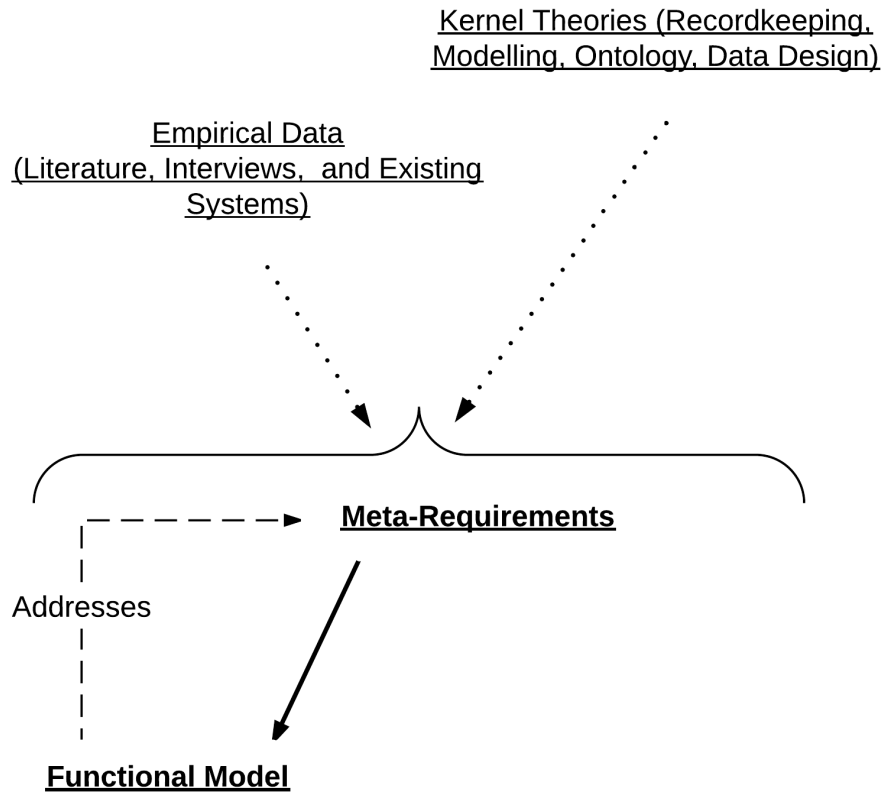 Kernel Theories (Recordkeeping,
Modelling, Ontology, Data Design)
Empirical Data
(Literature, Interviews,  and Existing
Systems)
Meta-Requirements
Addresses
Functional Model